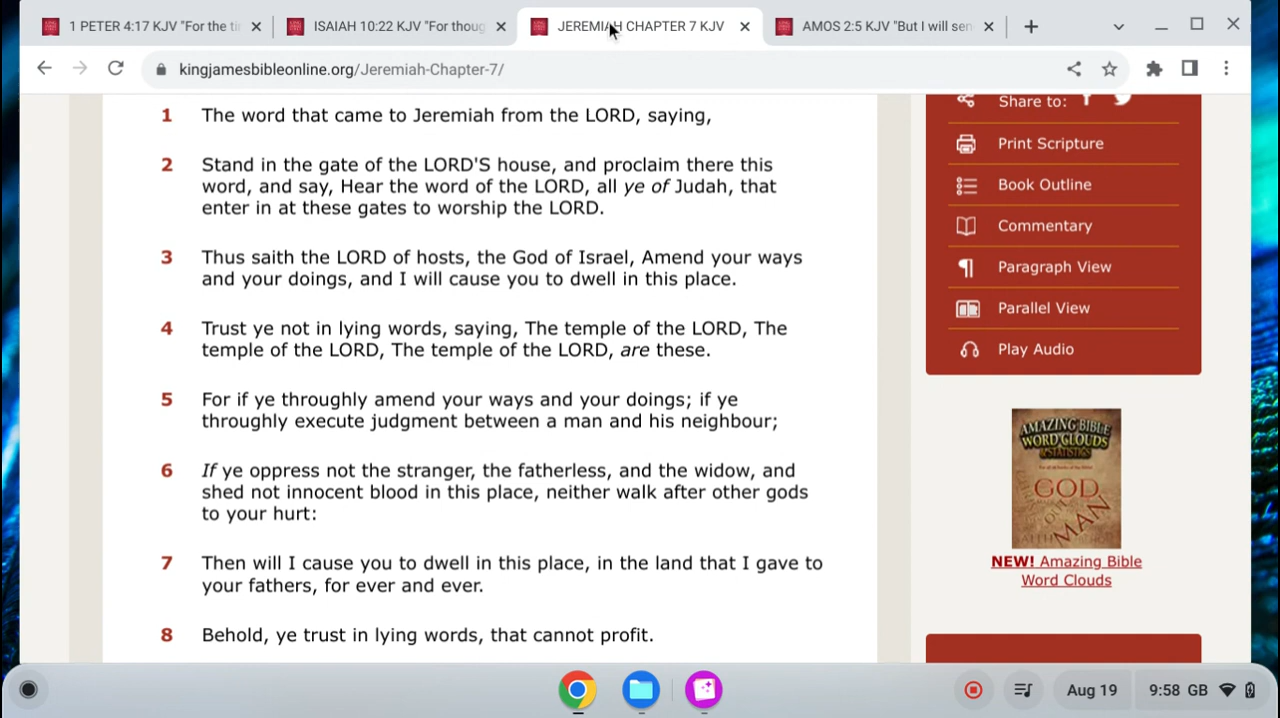 1 PETER 4:17 KJV "For the ti
ISAIAH 10:22 KJV "For thoug
JEREMIAH CHAPTER 7 KJV
AMOS 2:5 KJV "But I will sen
kingjamesbibleonline.org/Jeremiah-Chapter-7/
1 The word that came to Jeremiah from the LORD, saying,
2 Stand in the gate of the LORD'S house, and proclaim there this
word, and say, Hear the word of the LORD, all ye of Judah, that
enter in at these gates to worship the LORD.
3 Thus saith the LORD of hosts, the God of Israel, Amend your ways
and your doings, and I will cause you to dwell in this place.
4 Trust ye not in lying words, saying, The temple of the LORD, The
temple of the LORD, The temple of the LORD, are these.
5 For if ye throughly amend your ways and your doings; if ye
throughly execute judgment between a man and his neighbour;
6 If ye oppress not the stranger, the fatherless, and the widow, and
shed not innocent blood in this place, neither walk after other gods
to your hurt:
7 Then will I cause you to dwell in this place, in the land that I gave to
your fathers, for ever and ever.
8 Behold, ye trust in lying words, that cannot profit.
Share to:
Print Scripture
Book Outline
Commentary
Paragraph View
Parallel View
Play Audio
AMAZING BIBLE
WORD CLOUDS
& STATISTICS
GOD
MAN
NEW! Amazing Bible
Word Clouds
Aug 19
9:58 GB